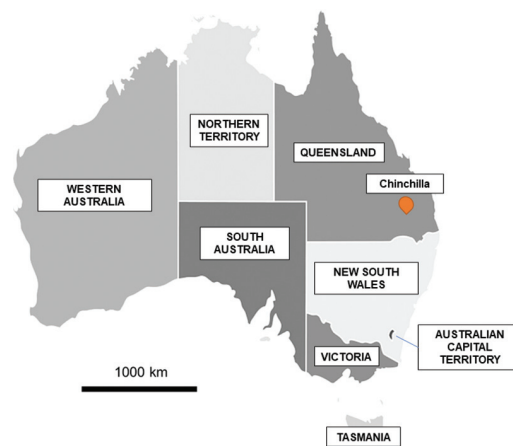 NORTHERN
TERRITORY
QUEENSLAND
Chinchilla
WESTERN
AUSTRALIA
SOUTH
AUSTRALIA
NEW SOUTH
WALES
AUSTRALIAN
CAPITAL
TERRITORY
VICTORIA
1000 km
TASMANIA